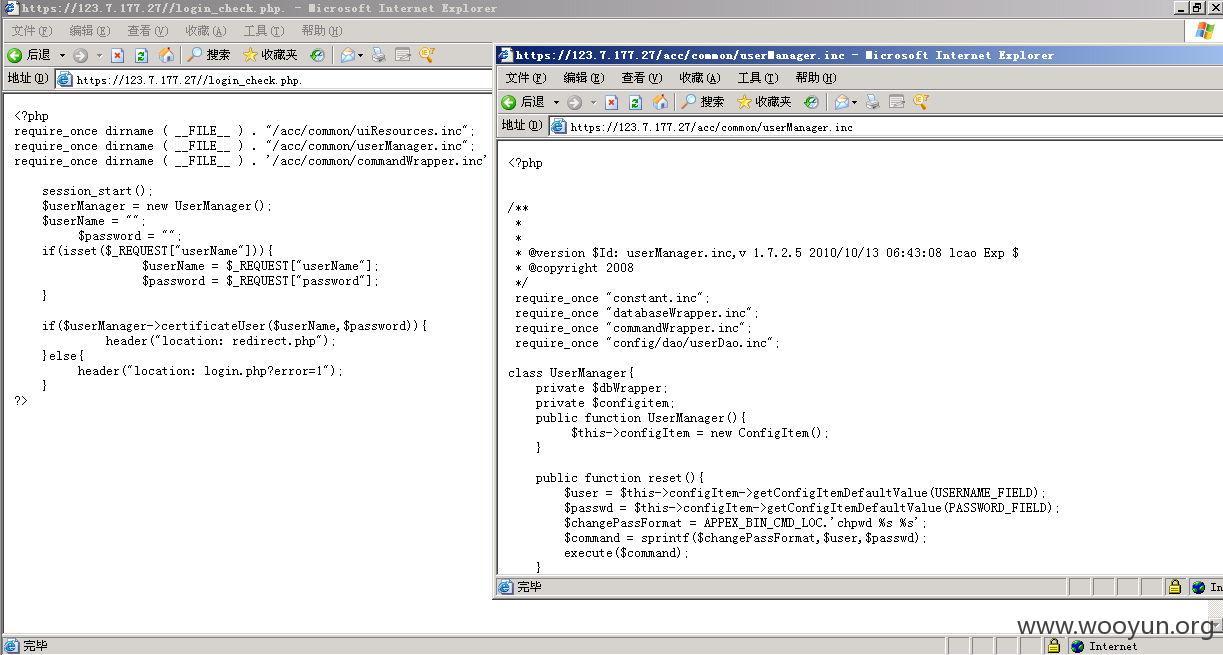 https://123.7.177.27//login_check.php. - Microsoft Internet Explorer
文件(F) 编辑(E) 查看(V) 收藏(A) 工具(T) 帮助(H)
后退 搜索 收藏夹
地址(D) https://123.7.177.27//login_check.php.
<?php
require_once dirname ( __FILE__ ) . "/acc/common/uiResources.inc";
require_once dirname ( __FILE__ ) . "/acc/common/userManager.inc";
require_once dirname ( __FILE__ ) . '/acc/common/commandWrapper.inc'
session_start();
$userManager = new UserManager();
$userName = "";
$password = "";
if(isset($_REQUEST["userName"])){
$userName = $_REQUEST["userName"];
$password = $_REQUEST["password"];
}
if($userManager->certificateUser($userName,$password)){
header("location: redirect.php");
}else{
header("location: login.php?error=1");
}
?>
完毕
Internet
https://123.7.177.27/acc/common/userManager.inc - Microsoft Internet Explorer
文件(F) 编辑(E) 查看(V) 收藏(A) 工具(T) 帮助(H)
后退 搜索 收藏夹
地址(D) https://123.7.177.27/acc/common/userManager.inc
<?php
/**
*
*
* @version $Id: userManager.inc,v 1.7.2.5 2010/10/13 06:43:08 lcao Exp $
* @copyright 2008
*/
require_once "constant.inc";
require_once "databaseWrapper.inc";
require_once "commandWrapper.inc";
require_once "config/dao/userDao.inc";
class UserManager{
private $dbWrapper;
private $configitem;
public function UserManager(){
$this->configItem = new ConfigItem();
}
public function reset(){
$user = $this->configItem->getConfigItemDefaultValue(USERNAME_FIELD);
$passwd = $this->configItem->getConfigItemDefaultValue(PASSWORD_FIELD);
$changePassFormat = APPEX_BIN_CMD_LOC.'chpwd %s %s';
$command = sprintf($changePassFormat,$user,$passwd);
execute($command);
}
完毕
In
www.wooyun.org